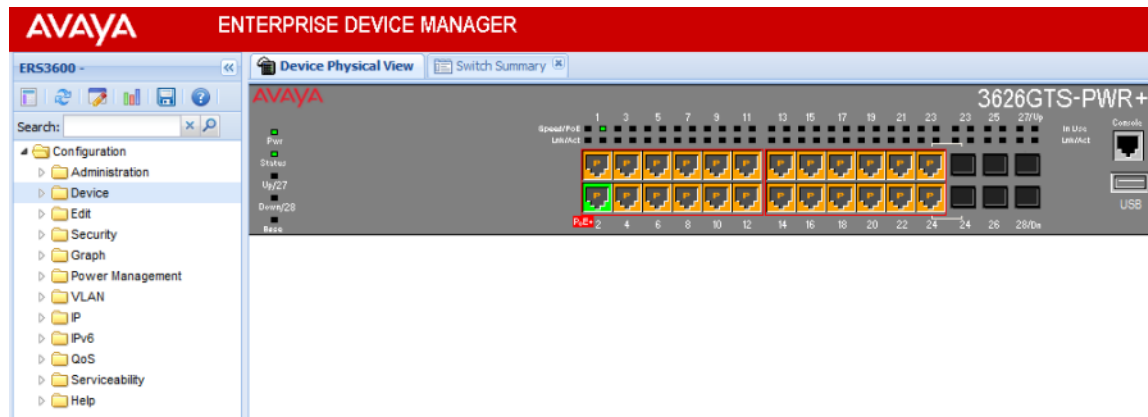 AVAYA ENTERPRISE DEVICE MANAGER
ERS3600 -
Device Physical View
Switch Summary
Search:
Configuration
Administration
Device
Edit
Security
Graph
Power Management
VLAN
IP
IPv6
QoS
Serviceability
Help
AVAYA
3626GTS-PWR+
1 3 5 7 9 11 13 15 17 19 21 23 23 25 27/Up
Speed/PoE
Lnk/Act
In Use
Lnk/Act
Console
Pwr
Status
Up/27
Down/28
Base
P P P P P P P P P P P P
P P P P P P P P P P P P
USB
PoE+ 2 4 6 8 10 12 14 16 18 20 22 24 24 26 28/Dn